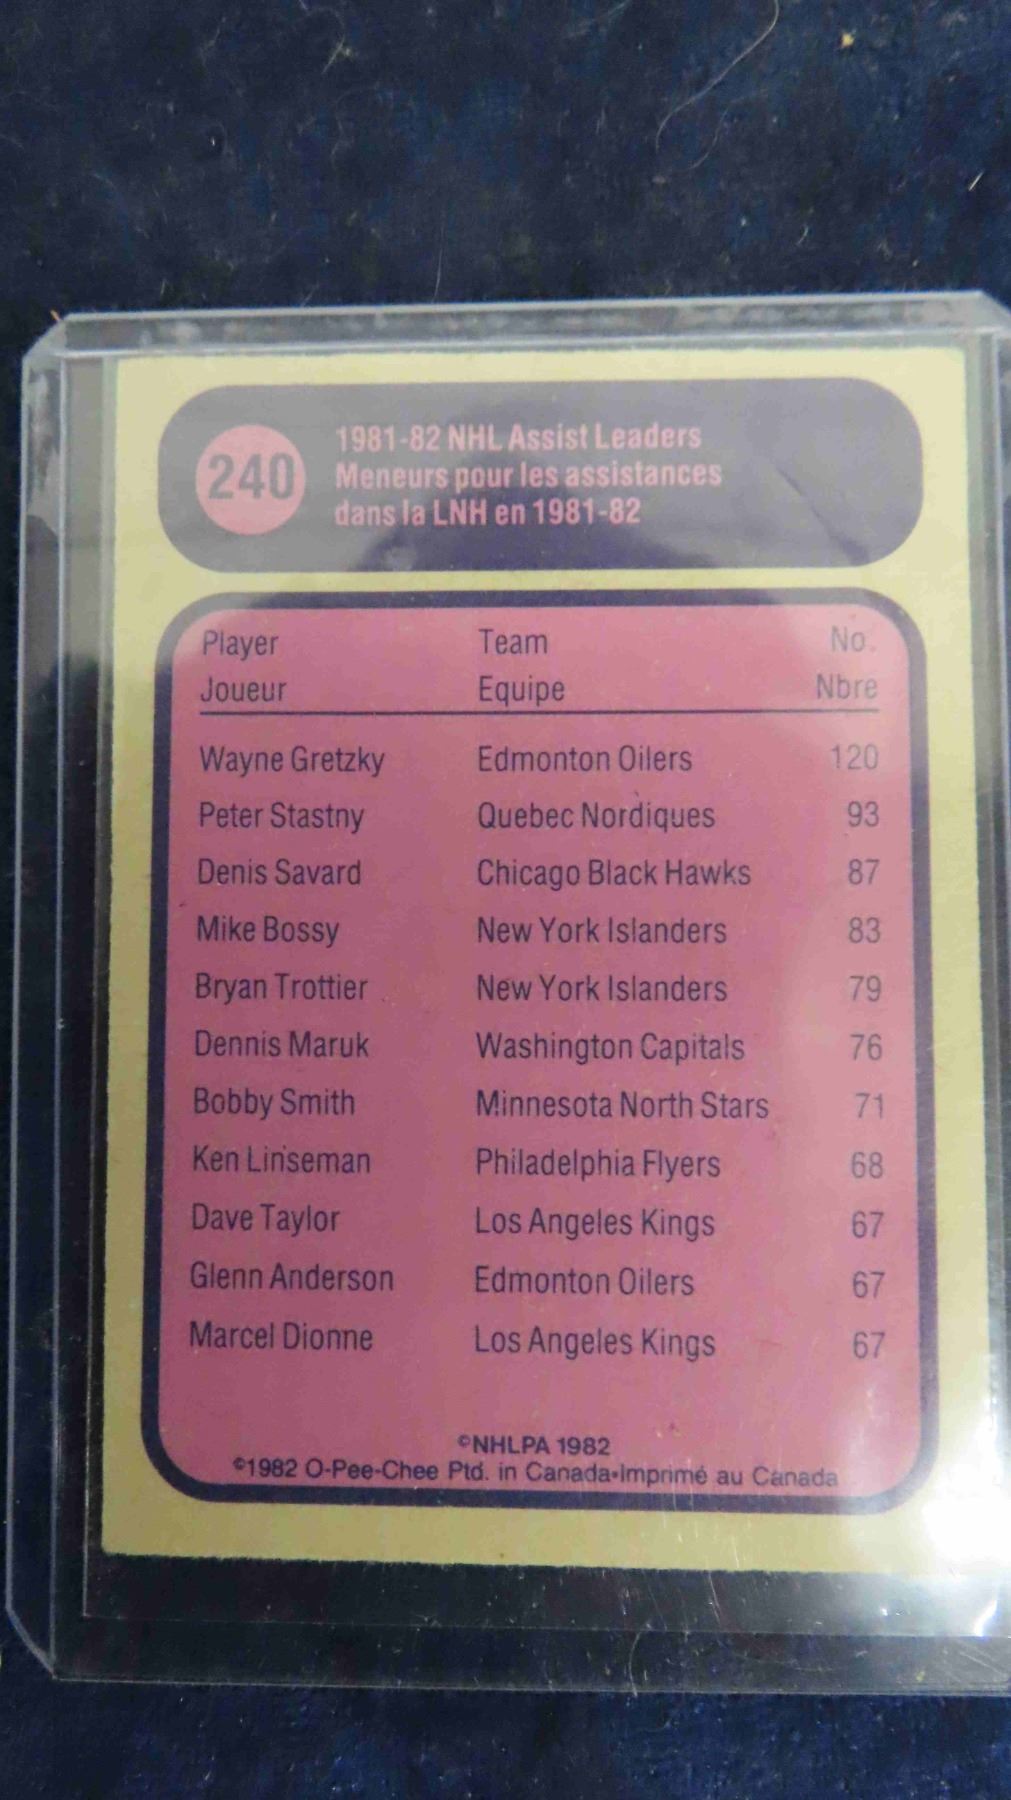 240
1981-82 NHL Assist Leaders
Meneurs pour les assistances
dans la LNH en 1981-82
Player Team No.
Joueur Equipe Nbre
Wayne Gretzky Edmonton Oilers 120
Peter Stastny Quebec Nordiques 93
Denis Savard Chicago Black Hawks 87
Mike Bossy New York Islanders 83
Bryan Trottier New York Islanders 79
Dennis Maruk Washington Capitals 76
Bobby Smith Minnesota North Stars 71
Ken Linseman Philadelphia Flyers 68
Dave Taylor Los Angeles Kings 67
Glenn Anderson Edmonton Oilers 67
Marcel Dionne Los Angeles Kings 67
©NHLPA 1982
©1982 O-Pee-Chee Ptd. in Canada•Imprimé au Canada